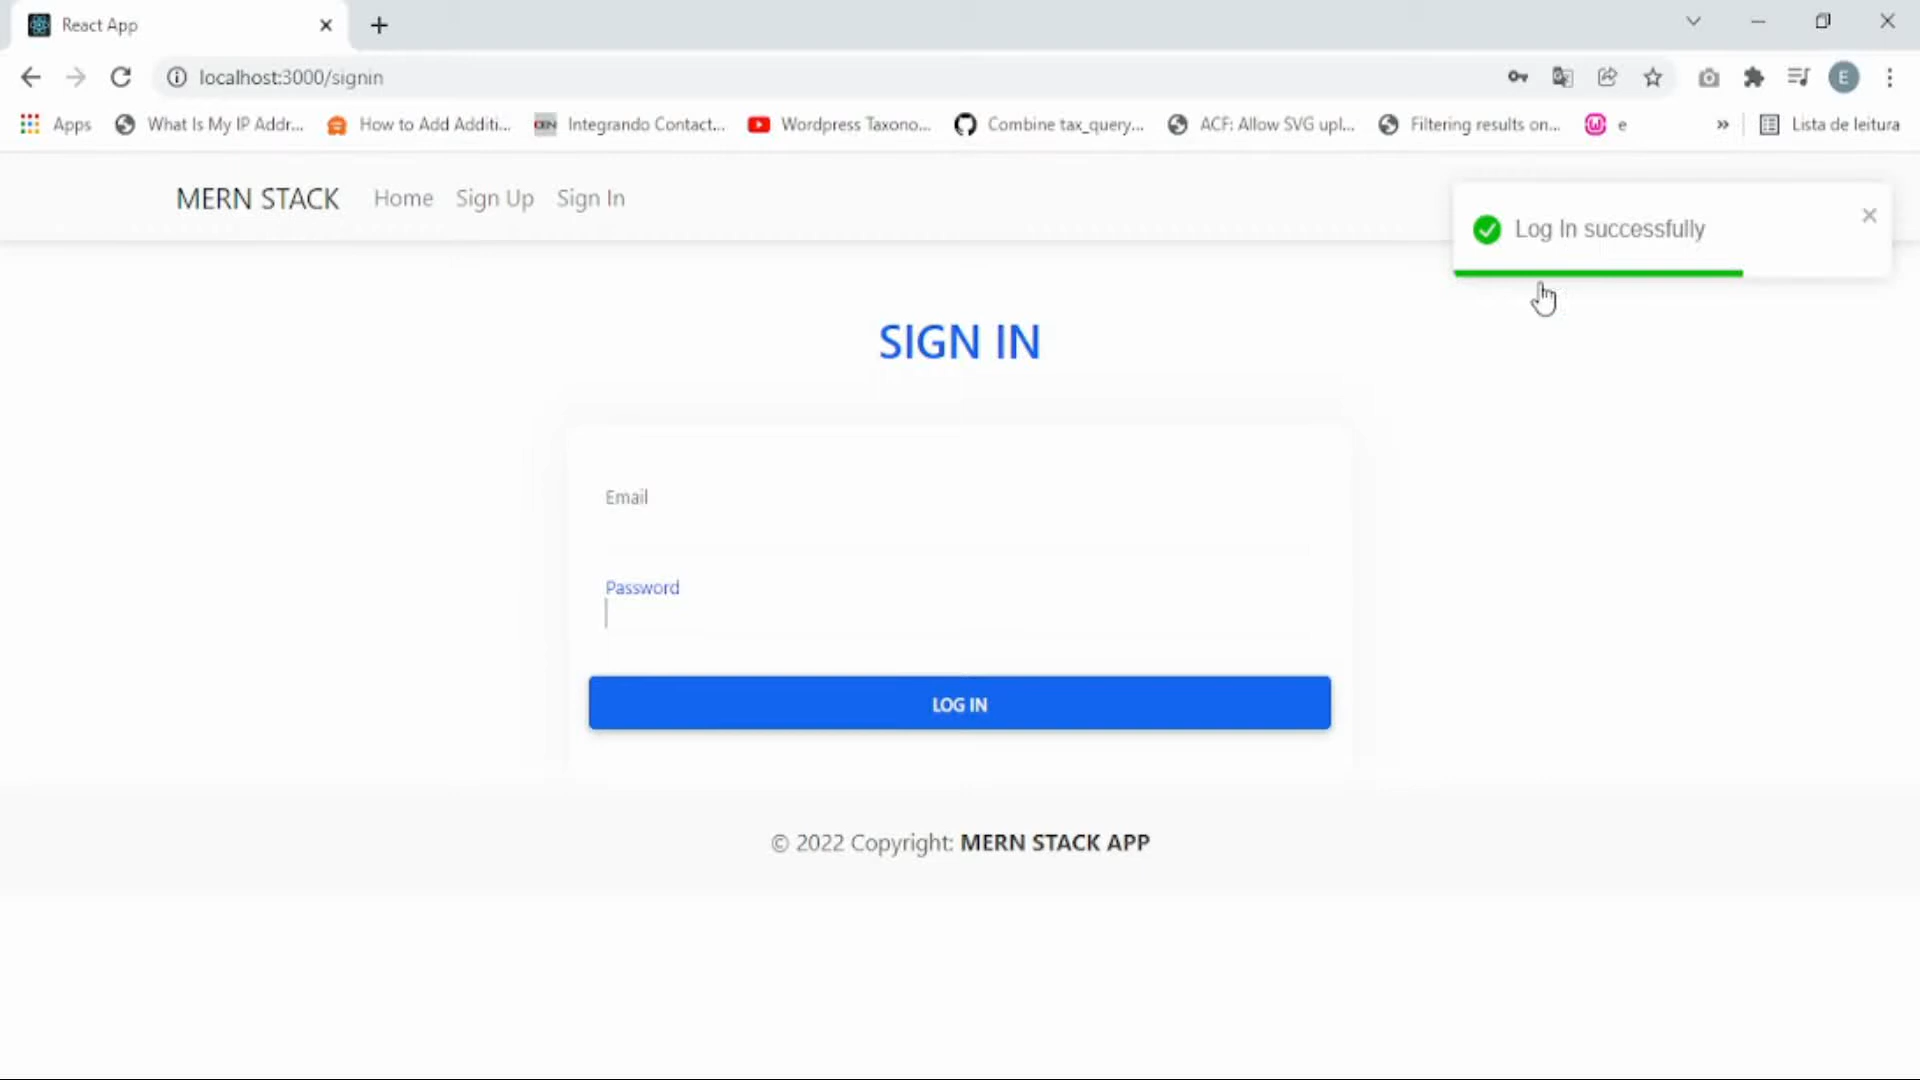 React App
localhost:3000/signin
E
Apps What Is My IP Addr... How to Add Additi... Integrando Contact... Wordpress Taxono... Combine tax_query... ACF: Allow SVG upl... Filtering results on... e » Lista de leitura
MERN STACK Home Sign Up Sign In
Log In successfully
SIGN IN
Email
Password
LOG IN
© 2022 Copyright: MERN STACK APP